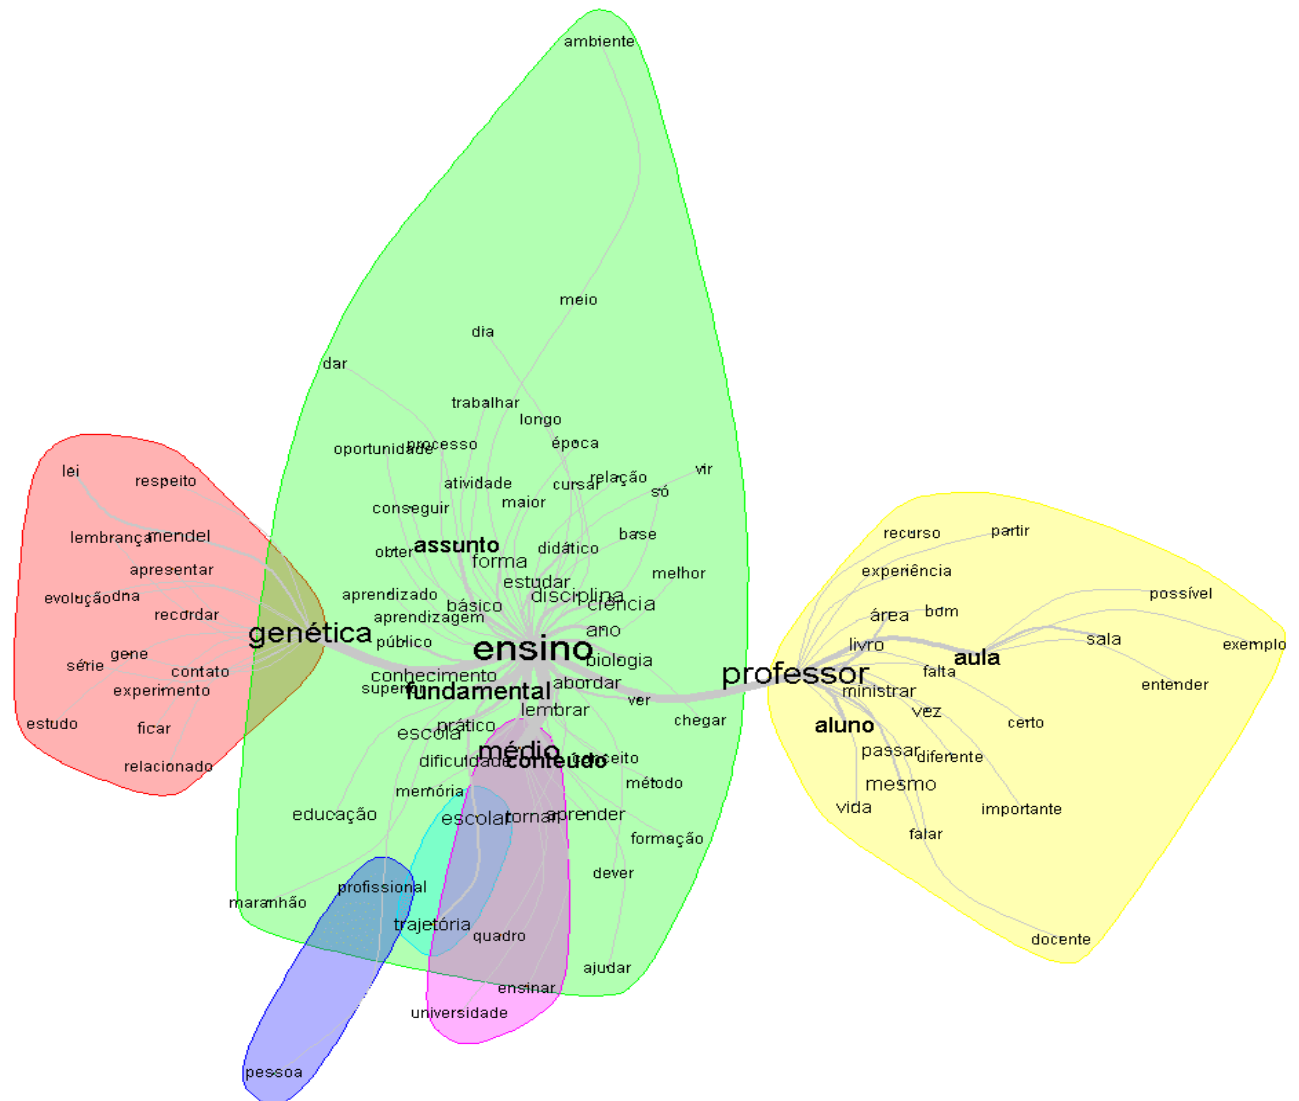 ambiente
meio
dia
dar
trabalhar
longo
oportunidade
processo
época
lei
respeito
atividade
cursar
relação
vir
só
conseguir
maior
lembrança
mendel
obter
assunto
didático
base
recurso
partir
forma
apresentar
estudar
melhor
experiência
evolução
dna
aprendizado
básico
disciplina
ciência
possível
recordar
aprendizagem
área
bom
genética
público
ensino
ano
livro
sala
exemplo
gene
série
contato
conhecimento
biologia
professor
aula
falta
experimento
superior
fundamental
abordar
ministrar
entender
ver
estudo
ficar
lembrar
chegar
vez
certo
escola
prático
aluno
relacionado
dificuldade
médio
conteúdo
conceito
passar
diferente
memória
método
mesmo
educação
escolar
tornar
aprender
vida
importante
formação
falar
profissional
dever
maranhão
trajetória
quadro
docente
ajudar
ensinar
universidade
pessoa